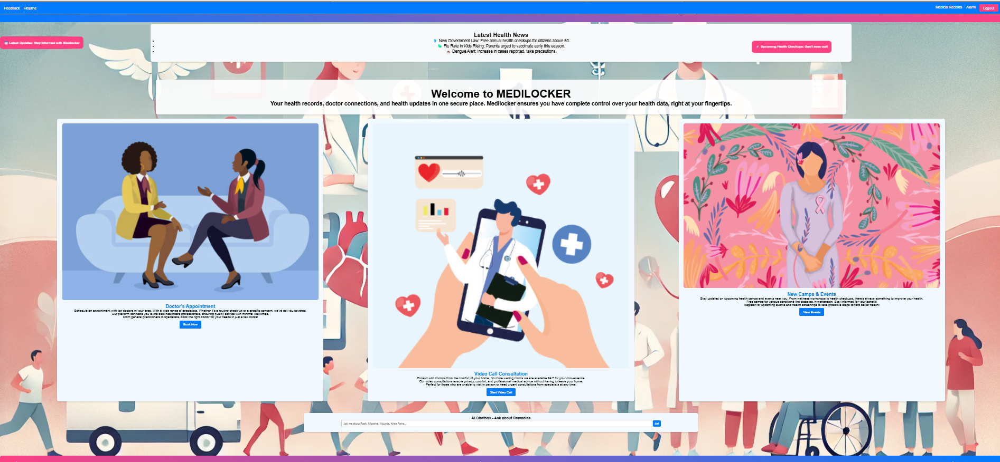 Feedback Helpline
Medical Records Alarm Logout
Latest Updates: Stay Informed with Medilocker
Latest Health News
New Government Law: Free annual health checkups for citizens above 50.
Flu Rate in Kids Rising: Parents urged to vaccinate early this season.
Dengue Alert: Increase in cases reported, take precautions.
Upcoming Health Checkups: Don't miss out!
Welcome to MEDILOCKER
Your health records, doctor connections, and health updates in one secure place. Medilocker ensures you have complete control over your health data, right at your fingertips.
Doctor's Appointment
Schedule an appointment with top doctors in your area. With a wide range of specialists. Whether it's a routine check-up or a specific concern, we've got you covered.
Our platform connects you to the best healthcare professionals, ensuring quality service with minimal wait times.
From general practitioners to specialists, book the right doctor for your needs in just a few clicks!
Book Now
Video Call Consultation
Consult with doctors from the comfort of your home. No more waiting rooms we are available 24/7 for your convenience.
Our video consultations ensure privacy, comfort, and professional medical advice without having to leave your home.
Perfect for those who are unable to visit in person or need urgent consultations from specialists at any time.
Start Video Call
New Camps & Events
Stay updated on upcoming health camps and events near you. From wellness workshops to health checkups, there's always something to improve your health.
Free camps for various conditions like diabetes, hypertension. Stay informed for your benefit!
Register for upcoming events and health screenings to take proactive steps toward better health!
View Events
AI Chatbox - Ask about Remedies
Ask me about Rash, Migraine, Wounds, Knee Pains...
Ask